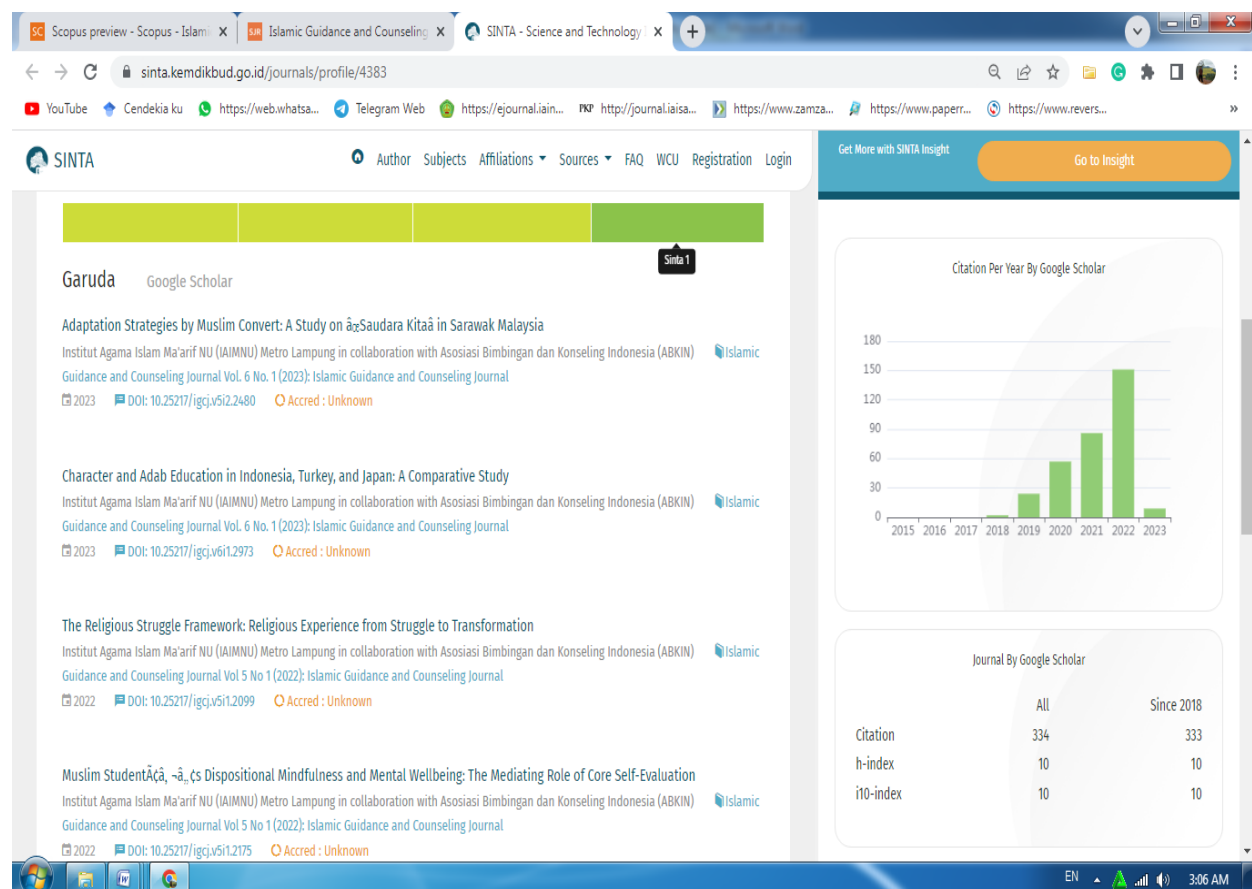 Scopus preview - Scopus - Islami
Islamic Guidance and Counseling
SINTA - Science and Technology
sinta.kemdikbud.go.id/journals/profile/4383
YouTube Cendekia ku https://web.whatsa... Telegram Web https://ejournal.iain... PKP http://journal.iaisa... https://www.zamza... https://www.paperr... https://www.revers... »
SINTA
Author Subjects Affiliations Sources FAQ WCU Registration Login
Get More with SINTA Insight
Go to Insight
Sinta 1
Garuda Google Scholar
Adaptation Strategies by Muslim Convert: A Study on âœSaudara Kitaâ in Sarawak Malaysia
Institut Agama Islam Ma'arif NU (IAIMNU) Metro Lampung in collaboration with Asosiasi Bimbingan dan Konseling Indonesia (ABKIN) Islamic
Guidance and Counseling Journal Vol. 6 No. 1 (2023): Islamic Guidance and Counseling Journal
2023 DOI: 10.25217/igcj.v5i2.2480 Accred : Unknown
Character and Adab Education in Indonesia, Turkey, and Japan: A Comparative Study
Institut Agama Islam Ma'arif NU (IAIMNU) Metro Lampung in collaboration with Asosiasi Bimbingan dan Konseling Indonesia (ABKIN) Islamic
Guidance and Counseling Journal Vol. 6 No. 1 (2023): Islamic Guidance and Counseling Journal
2023 DOI: 10.25217/igcj.v6i1.2973 Accred : Unknown
The Religious Struggle Framework: Religious Experience from Struggle to Transformation
Institut Agama Islam Ma'arif NU (IAIMNU) Metro Lampung in collaboration with Asosiasi Bimbingan dan Konseling Indonesia (ABKIN) Islamic
Guidance and Counseling Journal Vol 5 No 1 (2022): Islamic Guidance and Counseling Journal
2022 DOI: 10.25217/igcj.v5i1.2099 Accred : Unknown
Muslim StudentÃ¢â‚¬â„¢s Dispositional Mindfulness and Mental Wellbeing: The Mediating Role of Core Self-Evaluation
Institut Agama Islam Ma'arif NU (IAIMNU) Metro Lampung in collaboration with Asosiasi Bimbingan dan Konseling Indonesia (ABKIN) Islamic
Guidance and Counseling Journal Vol 5 No 1 (2022): Islamic Guidance and Counseling Journal
2022 DOI: 10.25217/igcj.v5i1.2175 Accred : Unknown
Citation Per Year By Google Scholar
180
150
120
90
60
30
0
2015 2016 2017 2018 2019 2020 2021 2022 2023
Journal By Google Scholar
All Since 2018
Citation 334 333
h-index 10 10
i10-index 10 10
EN 3:06 AM